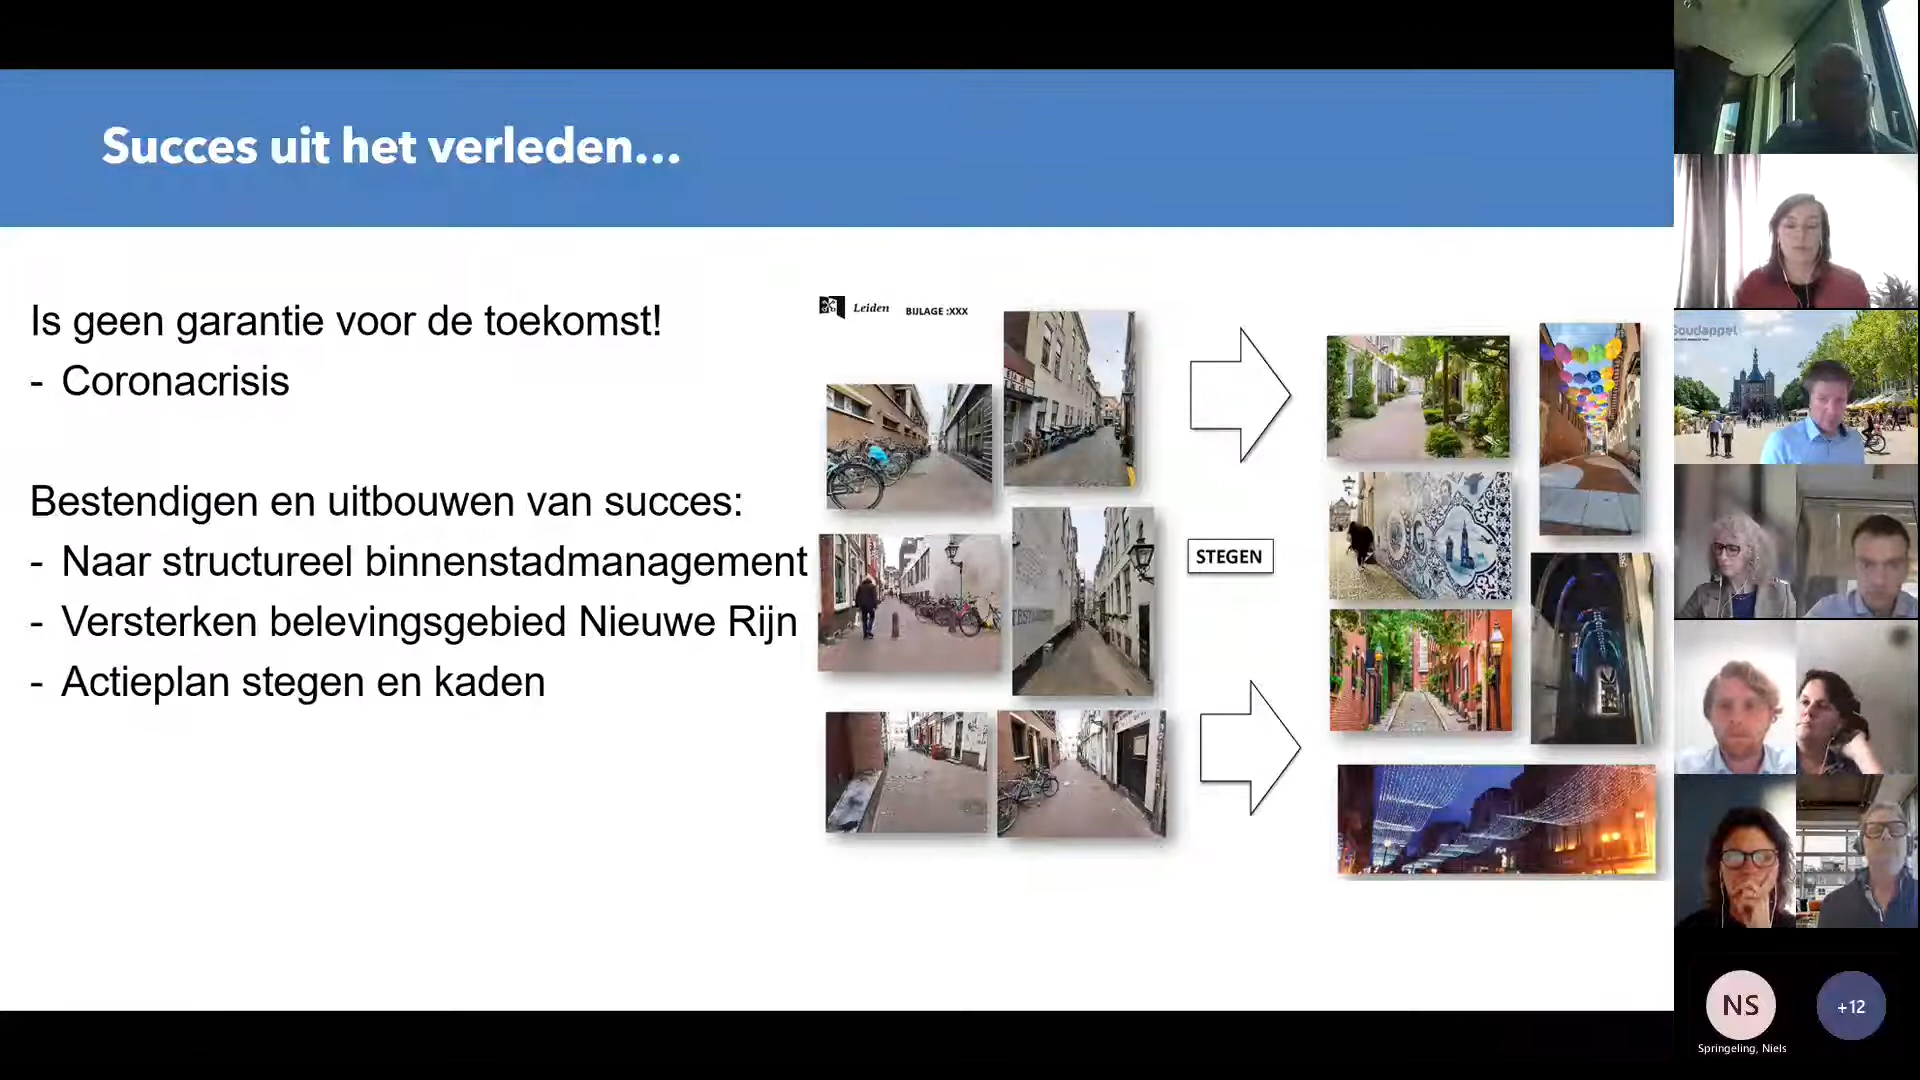 Succes uit het verleden...
Is geen garantie voor de toekomst!
- Coronacrisis
Bestendigen en uitbouwen van succes:
- Naar structureel binnenstadmanagement
- Versterken belevingsgebied Nieuwe Rijn
- Actieplan stegen en kaden
Leiden BIJLAGE :XXX
STEGEN
Goudappel
NS
+12
Springeling, Niels